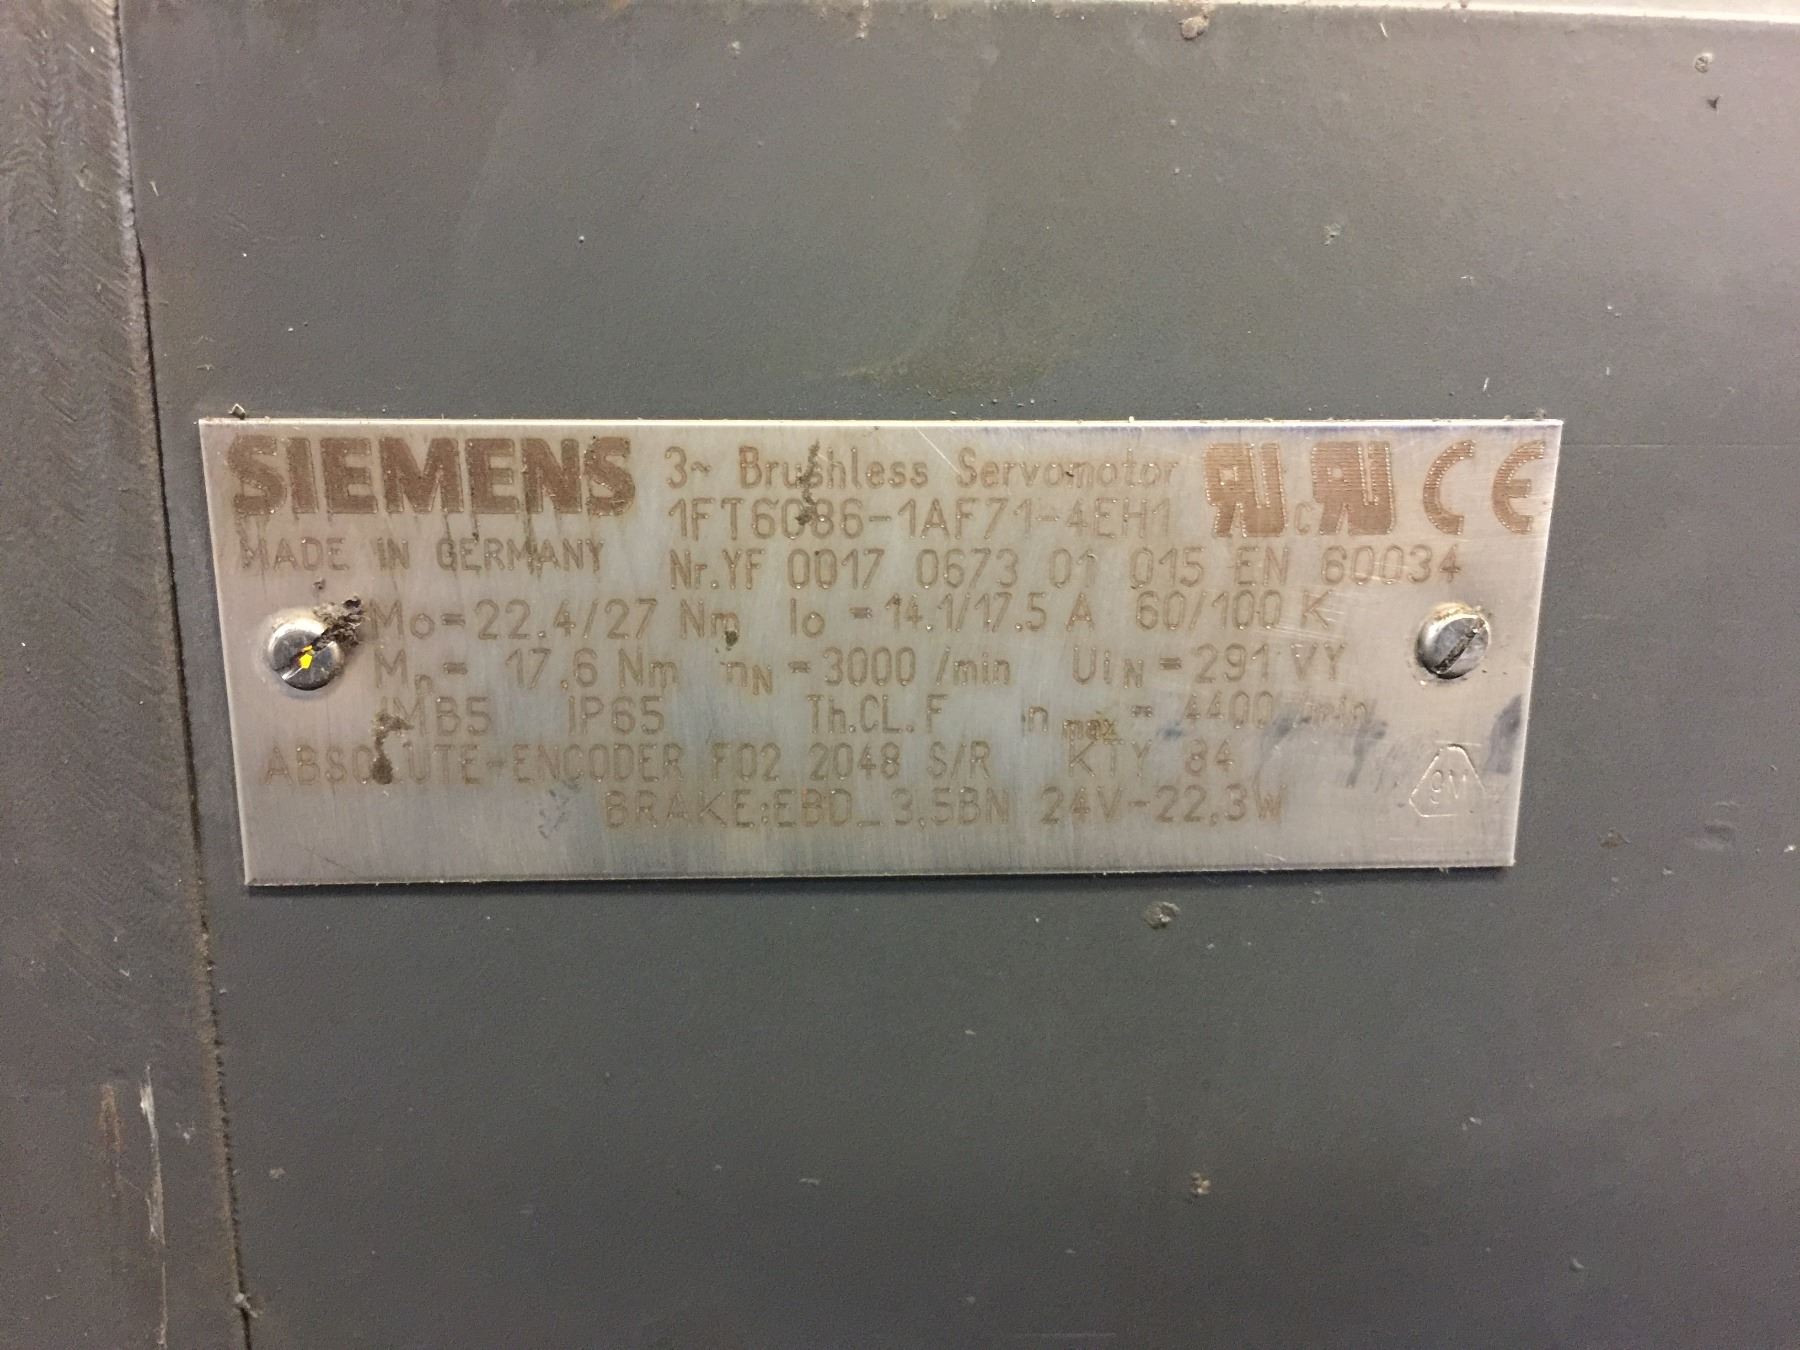 SIEMENS 3~ Brushless Servomotor
1FT6086-1AF71-4EH1
MADE IN GERMANY Nr.YF 0017 0673 01 015 EN 60034
Mo=22.4/27 Nm Io =14.1/17.5 A 60/100 K
Mn= 17.6 Nm nN =3000 /min UiN =291 VY
IMB5 IP65 Th.CL.F n max = 4400 /min
ABSOLUTE-ENCODER F02 2048 S/R KTY 84
BRAKE:EBD_3,5BN 24V-22,3W